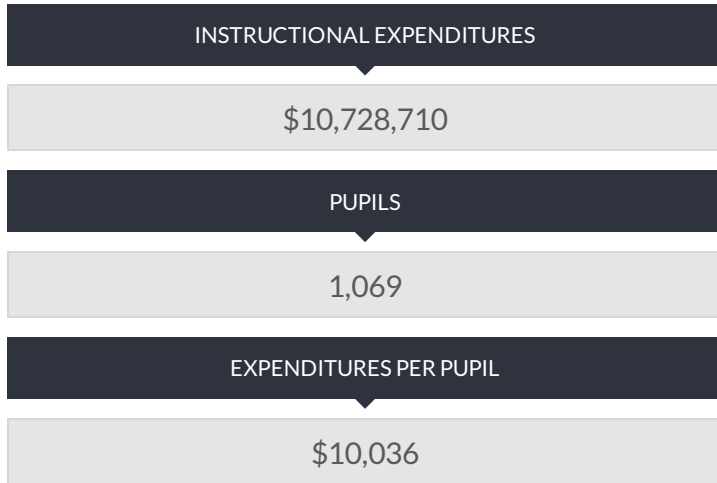 INSTRUCTIONAL EXPENDITURES
$10,728,710
PUPILS
1,069
EXPENDITURES PER PUPIL
$10,036